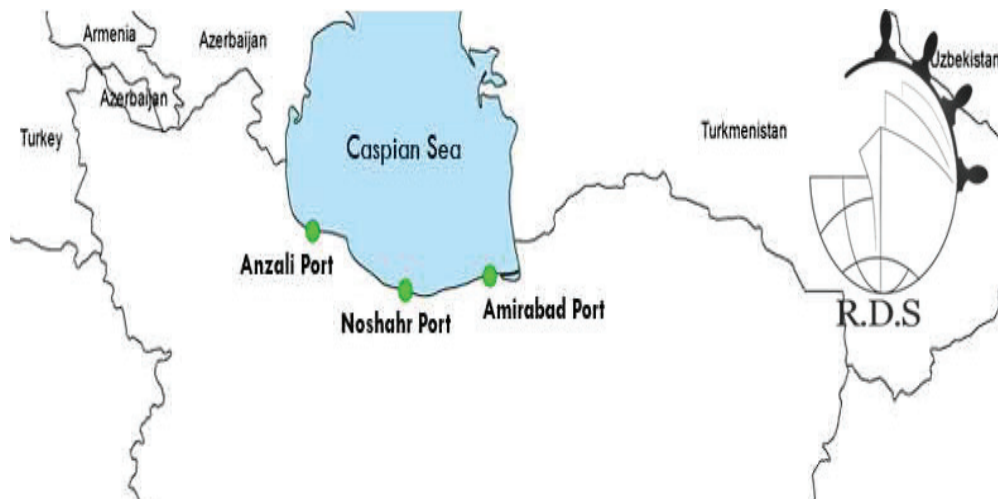 Armenia
Azerbaijan
Uzbekistan
Azerbaijan
Turkey
Turkmenistan
Caspian Sea
Anzali Port
Noshahr Port
Amirabad Port
R.D.S